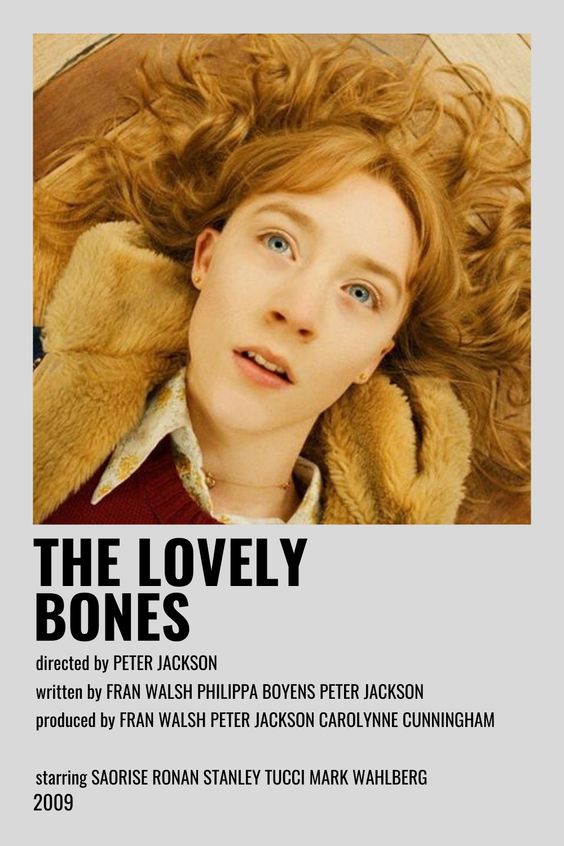 THE LOVELY
BONES
directed by PETER JACKSON
written by FRAN WALSH PHILIPPA BOYENS PETER JACKSON
produced by FRAN WALSH PETER JACKSON CAROLYNNE CUNNINGHAM
starring SAORISE RONAN STANLEY TUCCI MARK WAHLBERG
2009